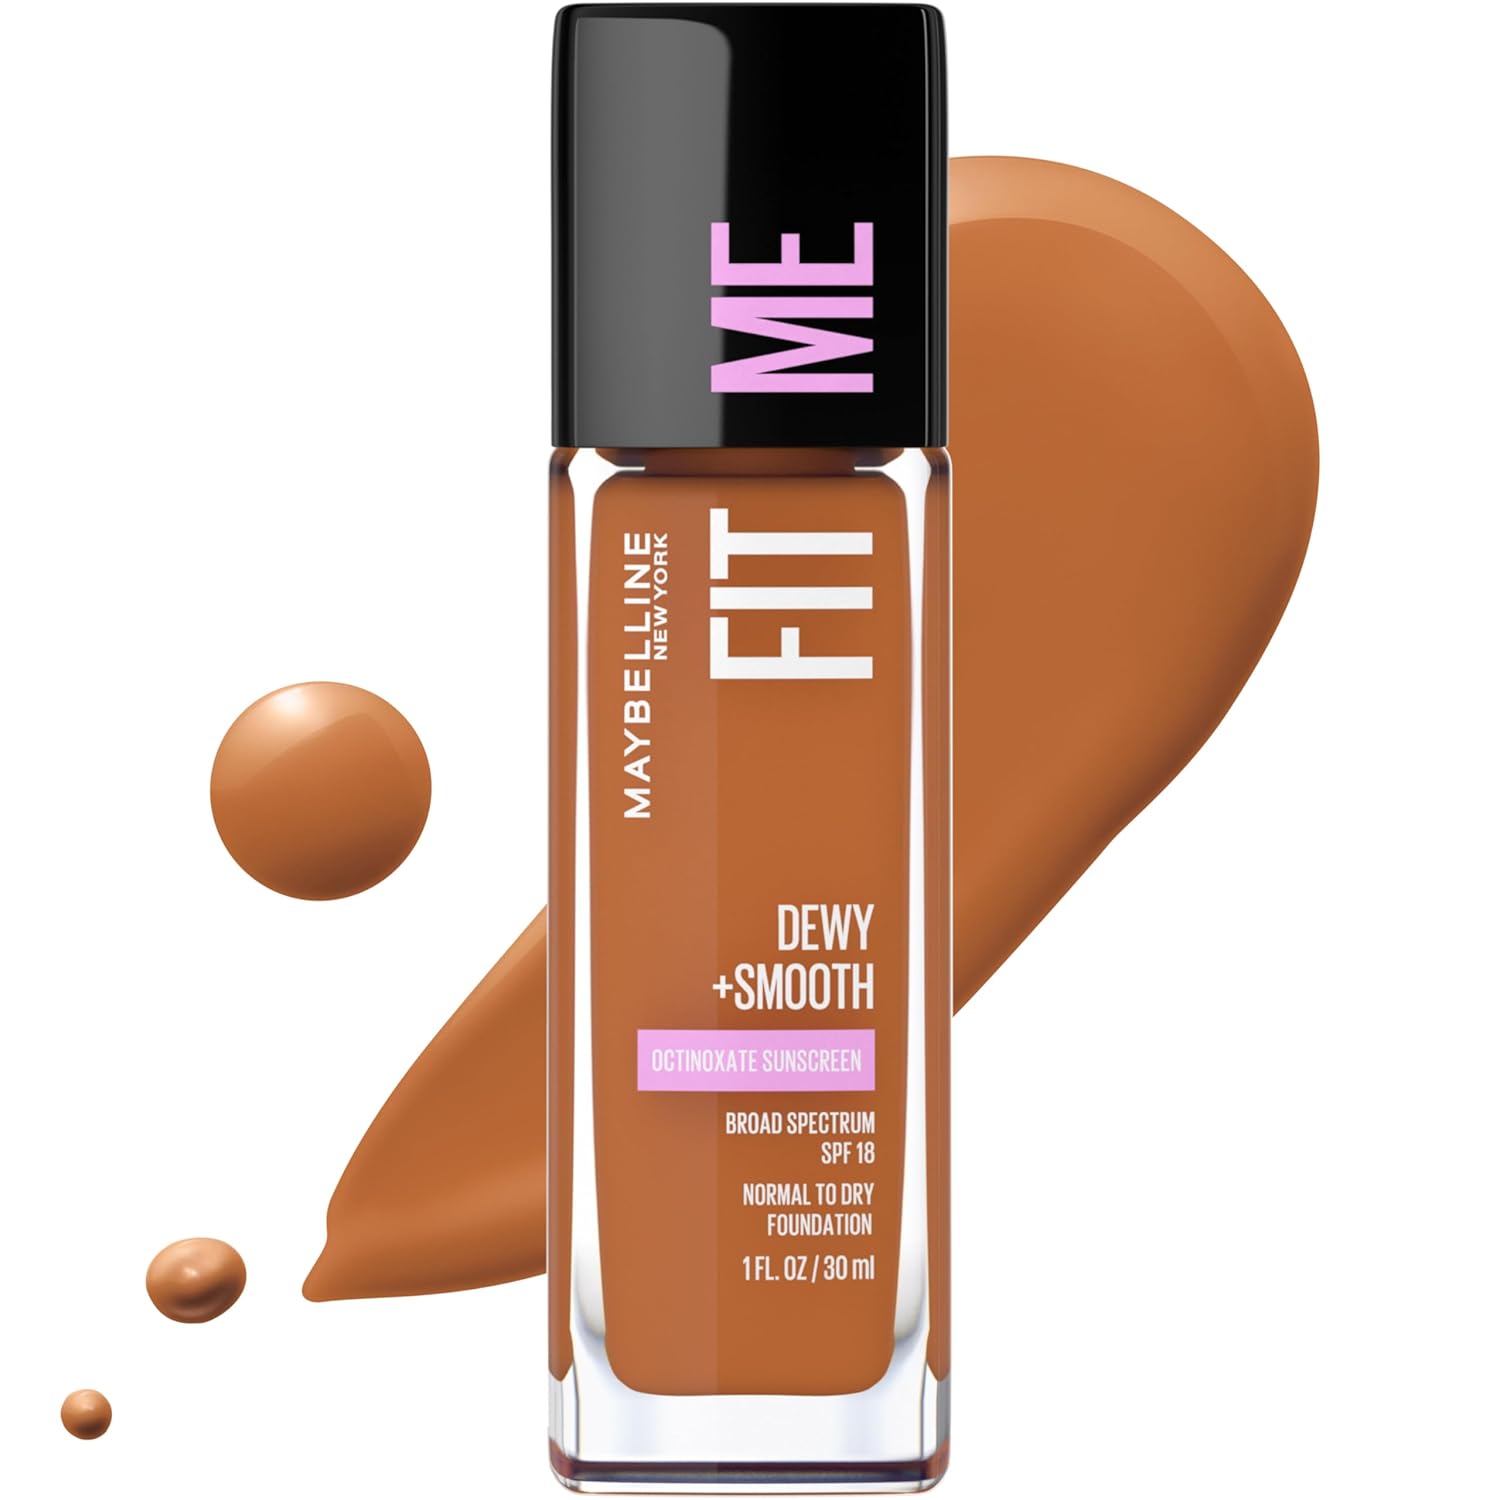 FIT ME
MAYBELLINE
NEW YORK
DEWY
+SMOOTH
OCTINOXATE SUNSCREEN
BROAD SPECTRUM
SPF 18
NORMAL TO DRY
FOUNDATION
1 FL. OZ / 30 ml